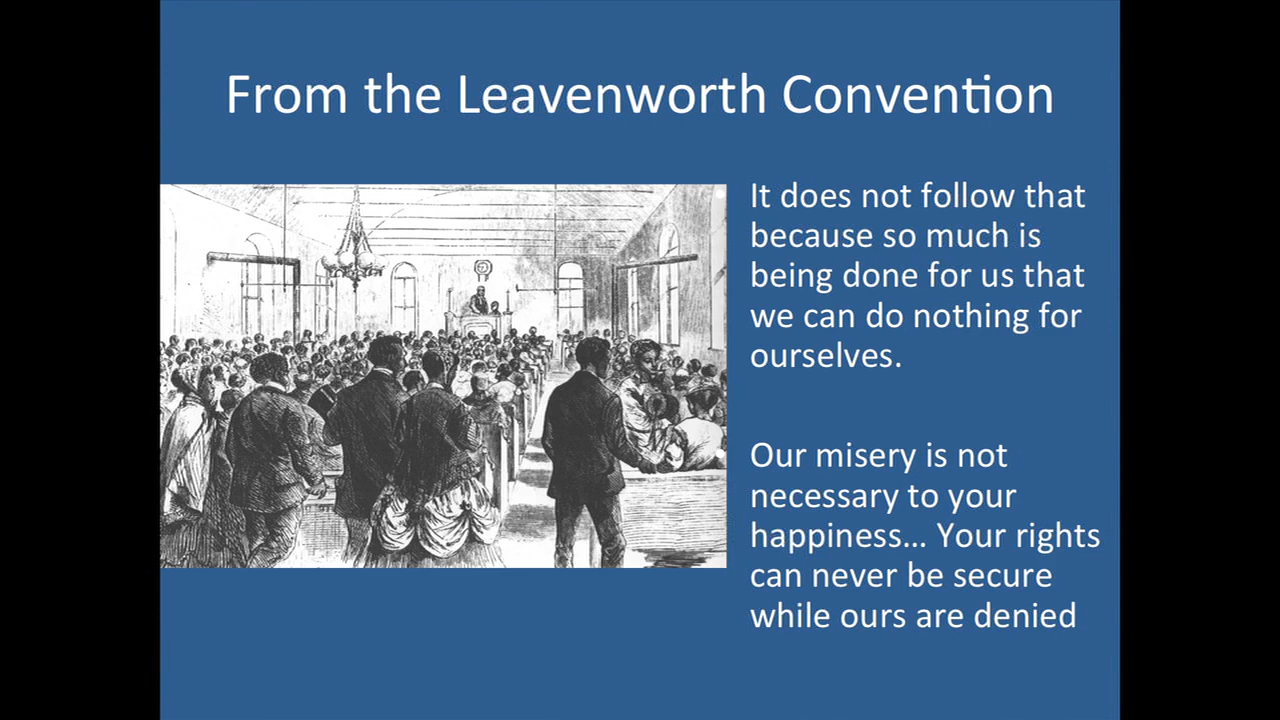 From the Leavenworth Convention
It does not follow that
because so much is
being done for us that
we can do nothing for
ourselves.
Our misery is not
necessary to your
happiness… Your rights
can never be secure
while ours are denied